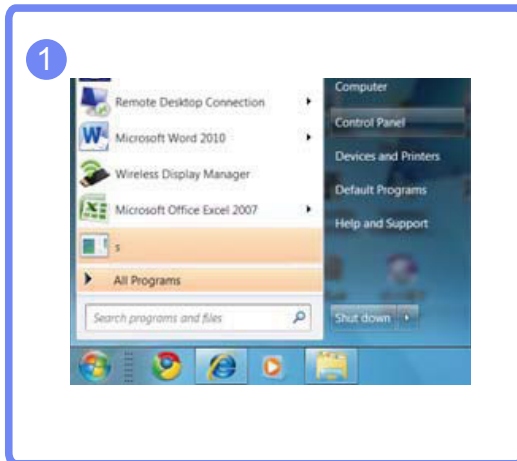 1
Remote Desktop Connection
Microsoft Word 2010
Wireless Display Manager
Microsoft Office Excel 2007
s
All Programs
Search programs and files
Computer
Control Panel
Devices and Printers
Default Programs
Help and Support
Shut down